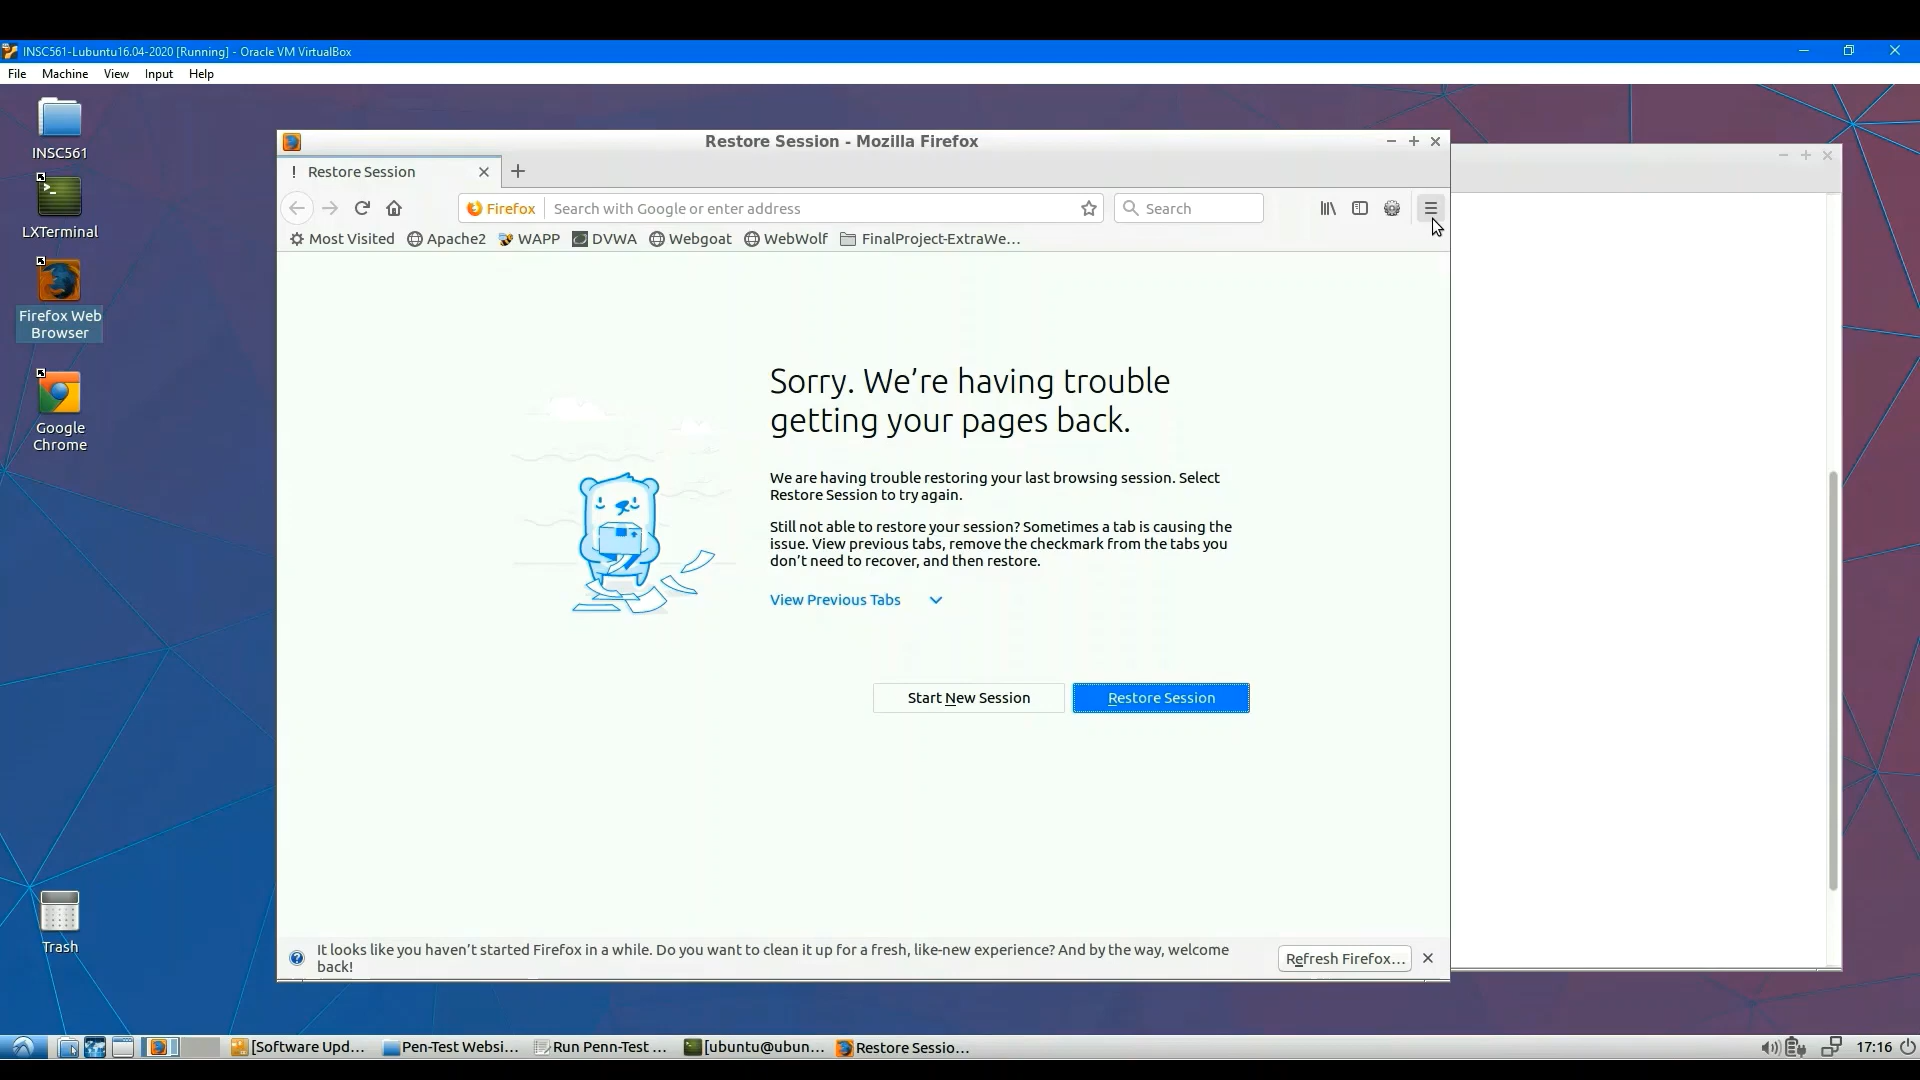 INSC561-Lubuntu16.04-2020 [Running] - Oracle VM VirtualBox
File Machine View Input Help
INSC561
LXTerminal
Firefox Web
Browser
Google
Chrome
Trash
Restore Session - Mozilla Firefox
! Restore Session
Firefox Search with Google or enter address
Search
Most Visited Apache2 WAPP DVWA Webgoat WebWolf FinalProject-ExtraWe...
Sorry. We're having trouble
getting your pages back.
We are having trouble restoring your last browsing session. Select
Restore Session to try again.
Still not able to restore your session? Sometimes a tab is causing the
issue. View previous tabs, remove the checkmark from the tabs you
don't need to recover, and then restore.
View Previous Tabs
Start New Session
Restore Session
It looks like you haven't started Firefox in a while. Do you want to clean it up for a fresh, like-new experience? And by the way, welcome
back!
Refresh Firefox...
[Software Upd... Pen-Test Websi... Run Penn-Test ... [ubuntu@ubun... Restore Sessio...
17:16